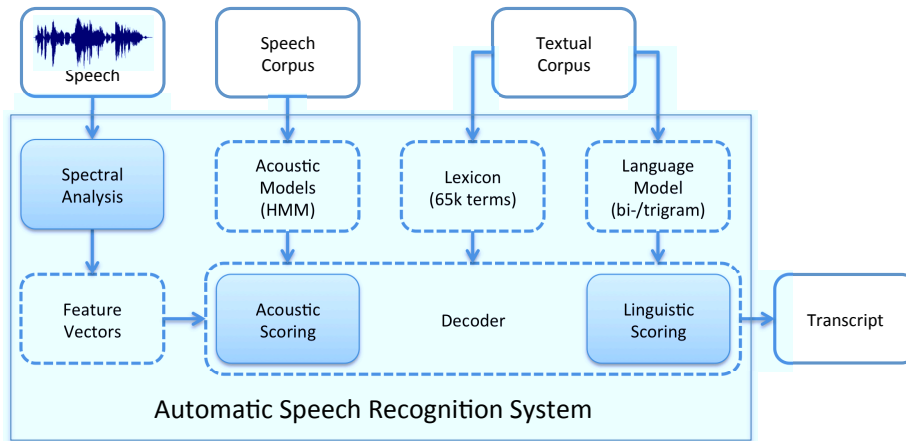 Speech
Speech
Corpus
Textual
Corpus
Spectral
Analysis
Acoustic
Models
(HMM)
Lexicon
(65k terms)
Language
Model
(bi-/trigram)
Feature
Vectors
Acoustic
Scoring
Decoder
Linguistic
Scoring
Transcript
Automatic Speech Recognition System